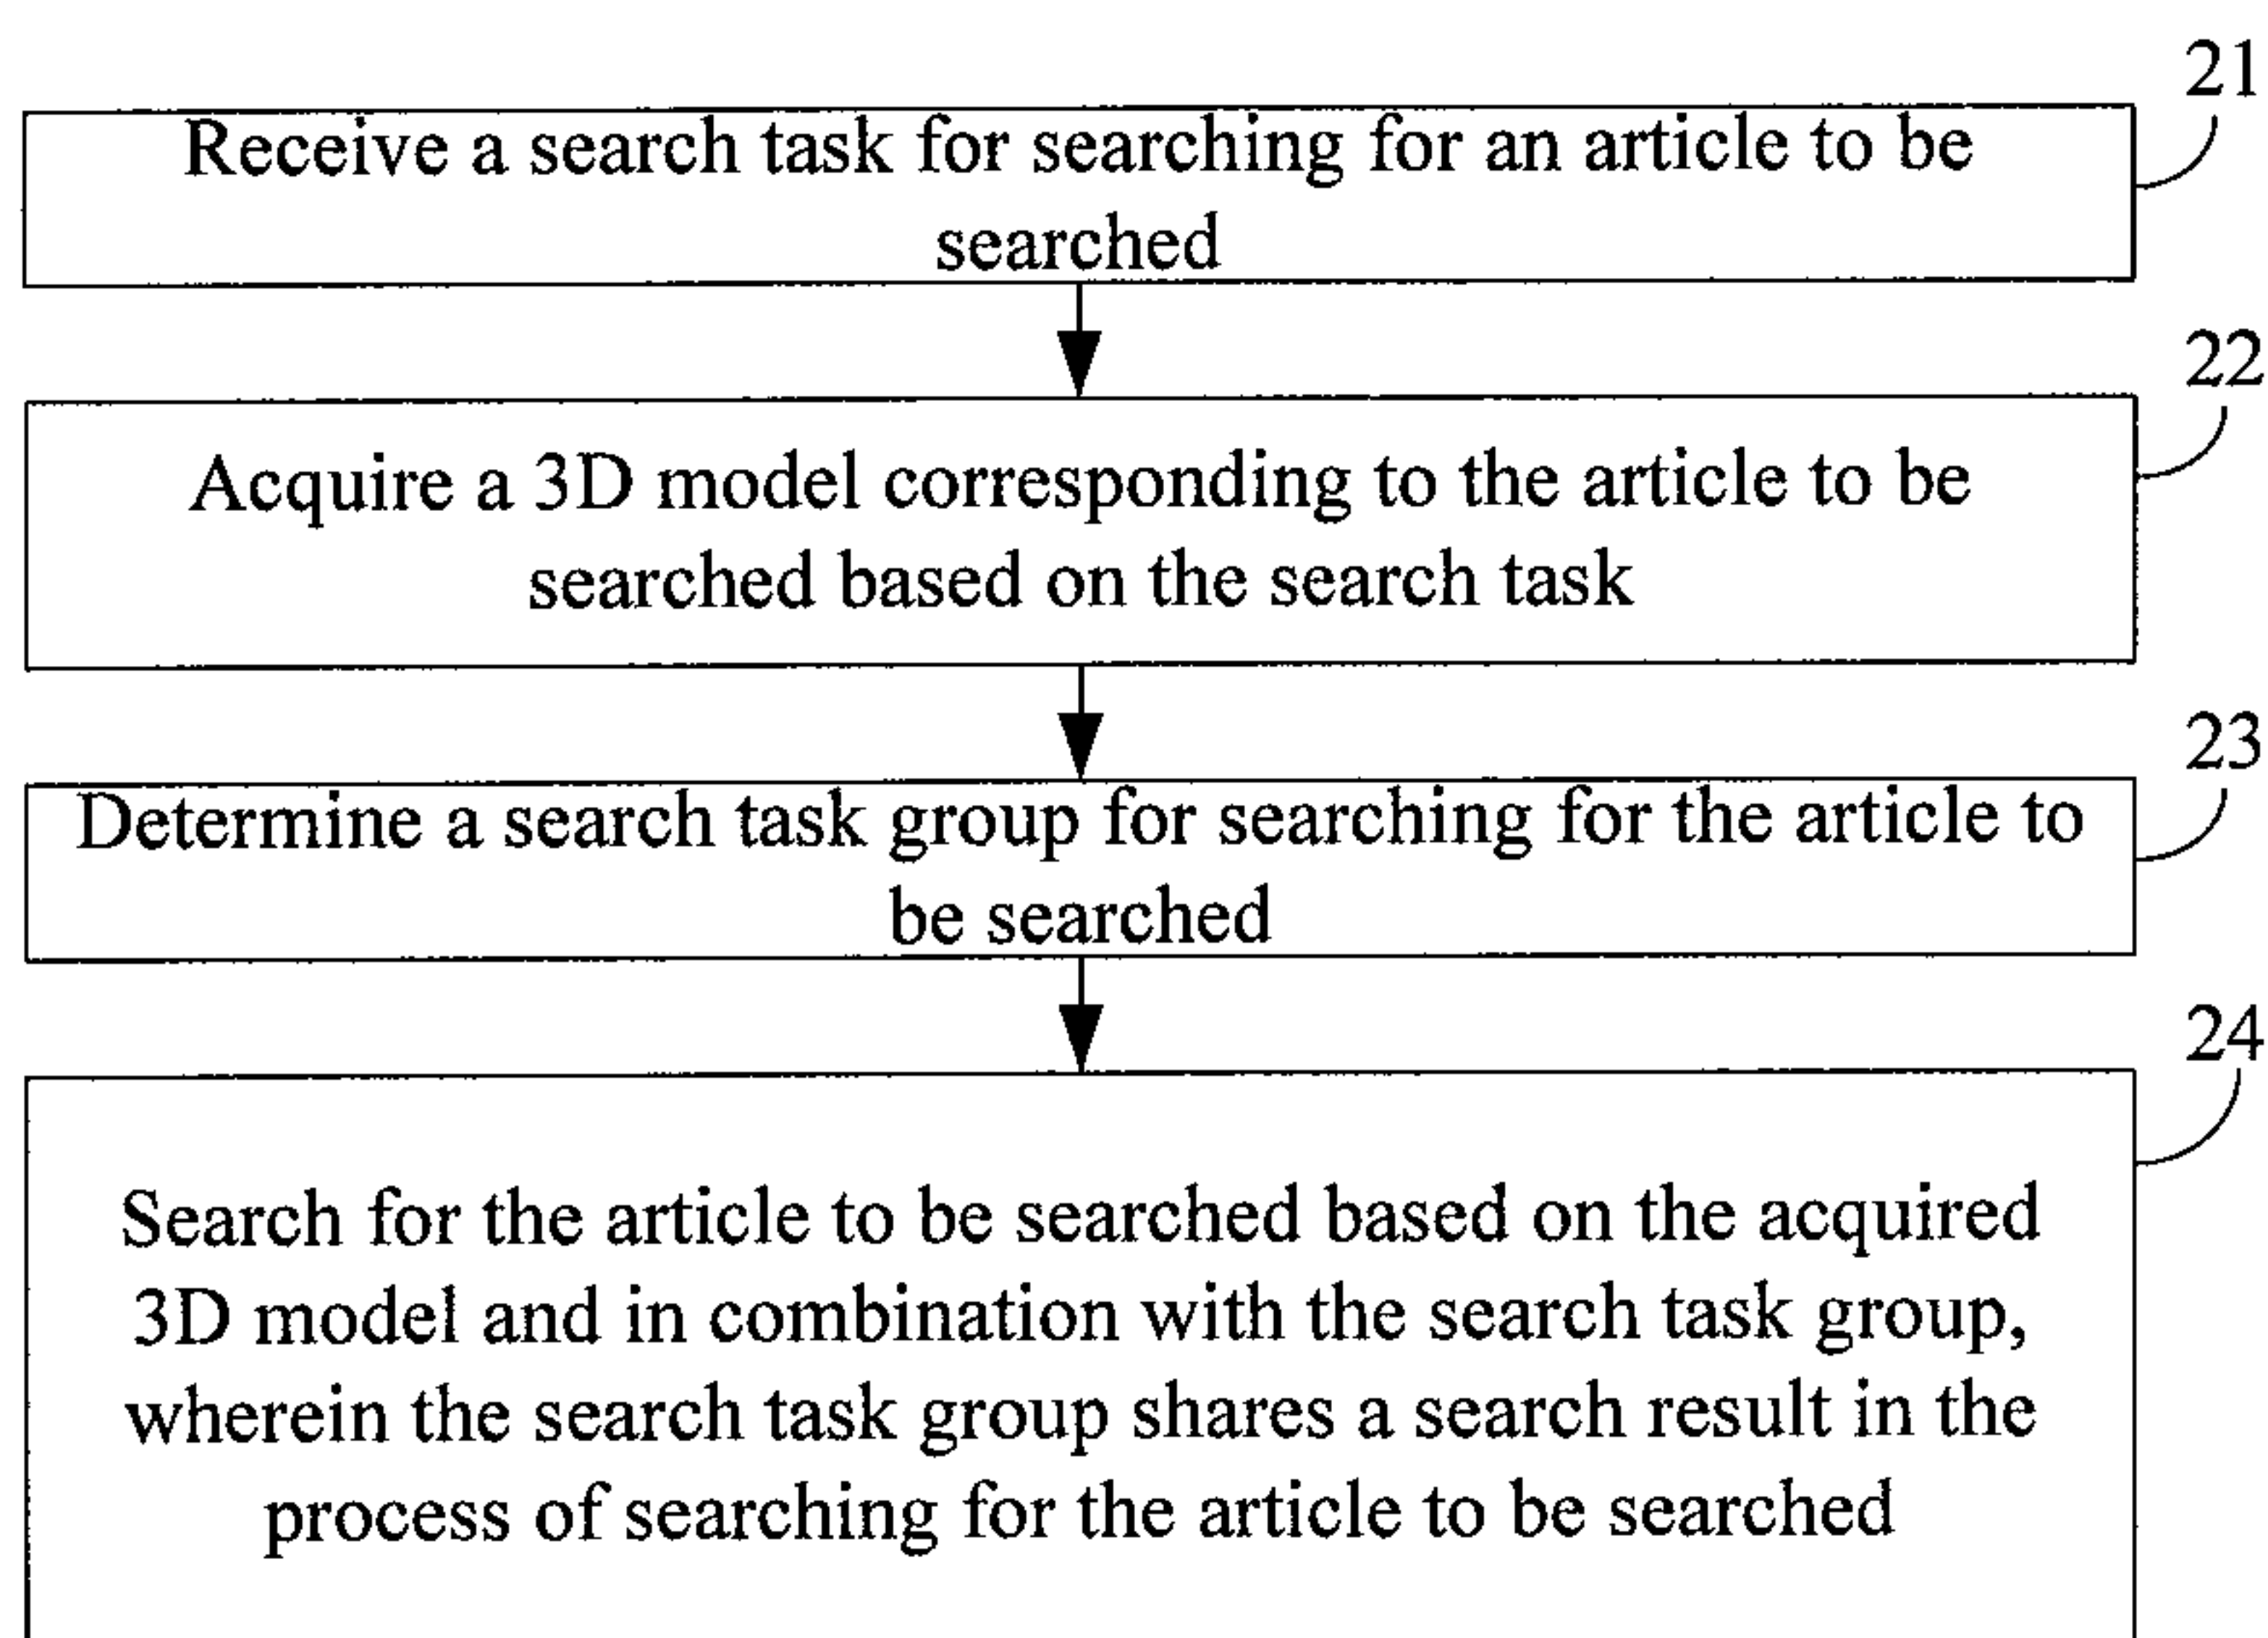 21
Receive a search task for searching for an article to be
searched
22
Acquire a 3D model corresponding to the article to be
searched based on the search task
23
Determine a search task group for searching for the article to
be searched
24
Search for the article to be searched based on the acquired
3D model and in combination with the search task group,
wherein the search task group shares a search result in the
process of searching for the article to be searched